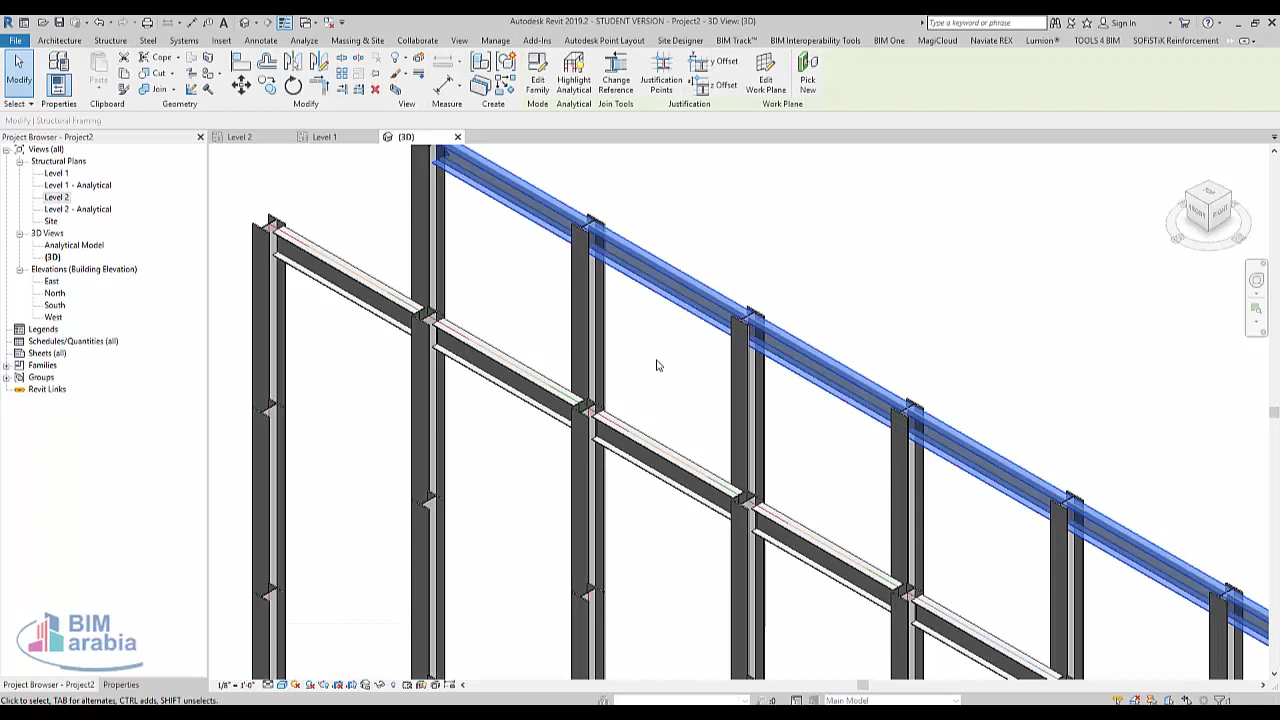 Autodesk Revit 2019.2 - STUDENT VERSION - Project2 - 3D View: {3D}
Type a keyword or phrase
Sign In
File Architecture Structure Steel Systems Insert Annotate Analyze Massing & Site Collaborate View Manage Add-Ins Autodesk Point Layout Site Designer BIM Track™ BIM Interoperability Tools BIM One MagiCloud Naviate REX Lumion® TOOLS 4 BIM SOFiSTiK Reinforcement
Modify
Paste
Cope
Cut
Join
Edit Family
Highlight Analytical
Change Reference
Justification Points
y Offset
z Offset
Edit Work Plane
Pick New
Select Properties Clipboard Geometry Modify View Measure Create Mode Analytical Join Tools Justification Work Plane
Modify | Structural Framing
Project Browser - Project2
Level 2
Level 1
{3D}
Views (all)
Structural Plans
Level 1
Level 1 - Analytical
Level 2
Level 2 - Analytical
Site
3D Views
Analytical Model
{3D}
Elevations (Building Elevation)
East
North
South
West
Legends
Schedules/Quantities (all)
Sheets (all)
Families
Groups
Revit Links
TOP
FRONT
RIGHT
BIM
arabia
Project Browser - Project2
Properties
1/8" = 1'-0"
Click to select, TAB for alternates, CTRL adds, SHIFT unselects.
:0
Main Model
:1